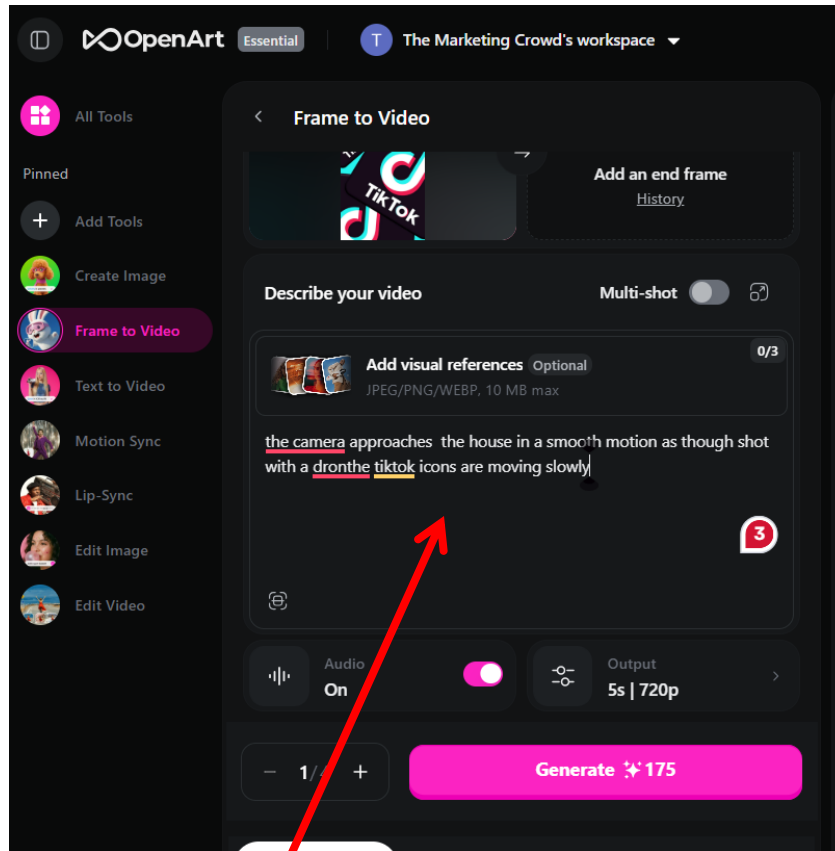 OpenArt Essential T The Marketing Crowd's workspace
All Tools
Pinned
Add Tools
Create Image
Frame to Video
Text to Video
Motion Sync
Lip-Sync
Edit Image
Edit Video
Frame to Video
TikTok
Add an end frame
History
Describe your video Multi-shot
0/3
Add visual references Optional
JPEG/PNG/WEBP, 10 MB max
the camera approaches  the house in a smooth motion as though shot
with a dronthe tiktok icons are moving slowly
3
Audio
On
Output
5s | 720p
1/
Generate 175